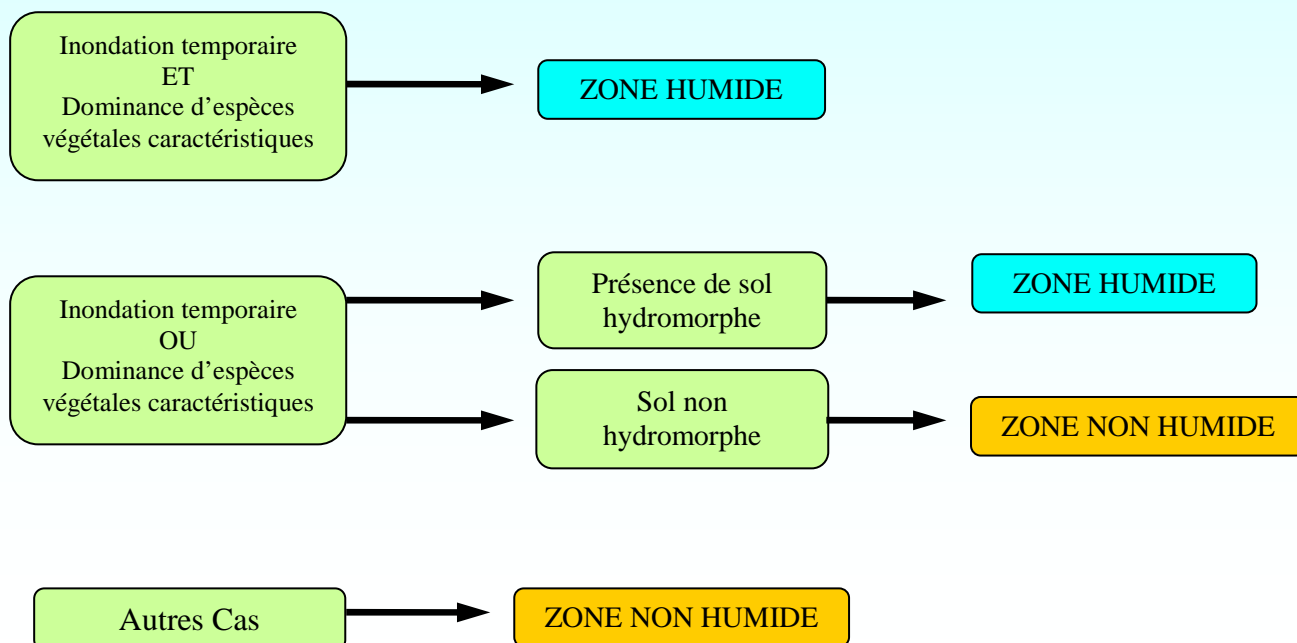 Inondation temporaire
ET
Dominance d'espèces
végétales caractéristiques
ZONE HUMIDE
Inondation temporaire
OU
Dominance d'espèces
végétales caractéristiques
Présence de sol
hydromorphe
ZONE HUMIDE
Sol non
hydromorphe
ZONE NON HUMIDE
Autres Cas
ZONE NON HUMIDE